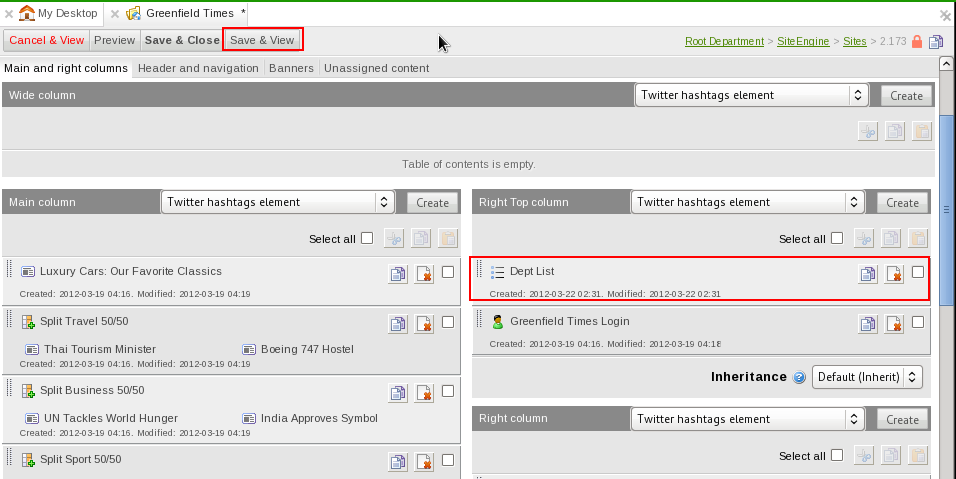 My Desktop Greenfield Times *
Cancel & View Preview Save & Close Save & View
Root Department > SiteEngine > Sites > 2.173
Main and right columns Header and navigation Banners Unassigned content
Wide column Twitter hashtags element Create
Table of contents is empty.
Main column Twitter hashtags element Create
Select all
Luxury Cars: Our Favorite Classics
Created: 2012-03-19 04:16. Modified: 2012-03-19 04:19
Split Travel 50/50
Thai Tourism Minister Boeing 747 Hostel
Created: 2012-03-19 04:16. Modified: 2012-03-19 04:19
Split Business 50/50
UN Tackles World Hunger India Approves Symbol
Created: 2012-03-19 04:16. Modified: 2012-03-19 04:19
Split Sport 50/50
Right Top column Twitter hashtags element Create
Select all
Dept List
Created: 2012-03-22 02:31. Modified: 2012-03-22 02:31
Greenfield Times Login
Created: 2012-03-19 04:16. Modified: 2012-03-19 04:18
Inheritance ? Default (Inherit)
Right column Twitter hashtags element Create
Select all